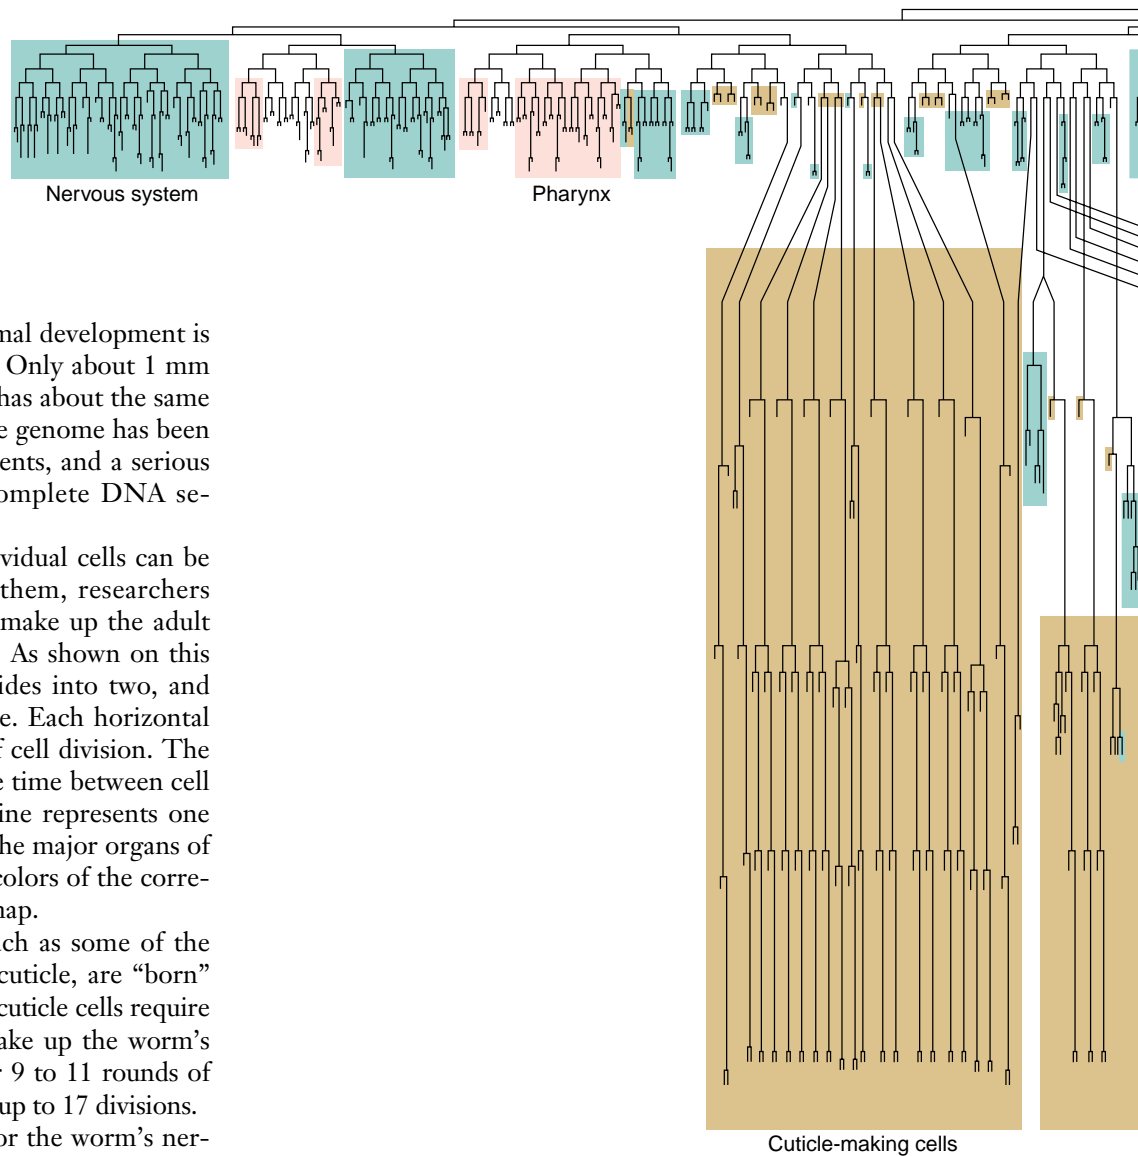 Nervous system
Pharynx
mal development is
Only about 1 mm
has about the same
e genome has been
ents, and a serious
omplete DNA se-
vidual cells can be
them, researchers
make up the adult
As shown on this
ides into two, and
e. Each horizontal
f cell division. The
e time between cell
ine represents one
he major organs of
colors of the corre-
nap.
uch as some of the
cuticle, are “born”
cuticle cells require
ake up the worm’s
r 9 to 11 rounds of
up to 17 divisions.
or the worm’s ner-
Cuticle-making cells